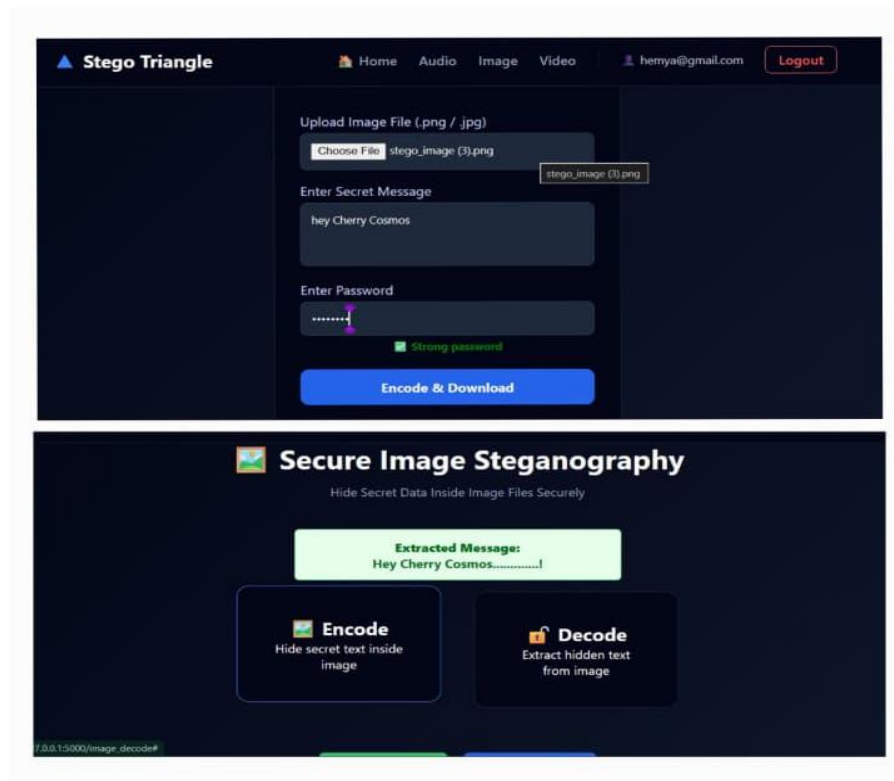 Stego Triangle
Home Audio Image Video hemya@gmail.com Logout
Upload Image File (.png / .jpg)
Choose File stego_image (3).png
stego_image (3).png
Enter Secret Message
hey Cherry Cosmos
Enter Password
Strong password
Encode & Download
Secure Image Steganography
Hide Secret Data Inside Image Files Securely
Extracted Message:
Hey Cherry Cosmos.............!
Encode
Hide secret text inside
image
Decode
Extract hidden text
from image
7.0.0.1:5000/image_decode#